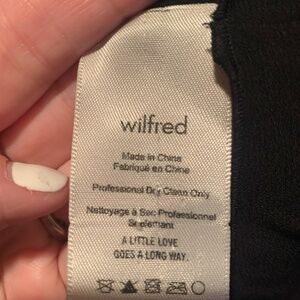 wilfred
Made in China
Fabriqué en Chine
Professional Dry Clean Only
Nettoyage à Sec Professionnel
Seulement
A LITTLE LOVE
GOES A LONG WAY.